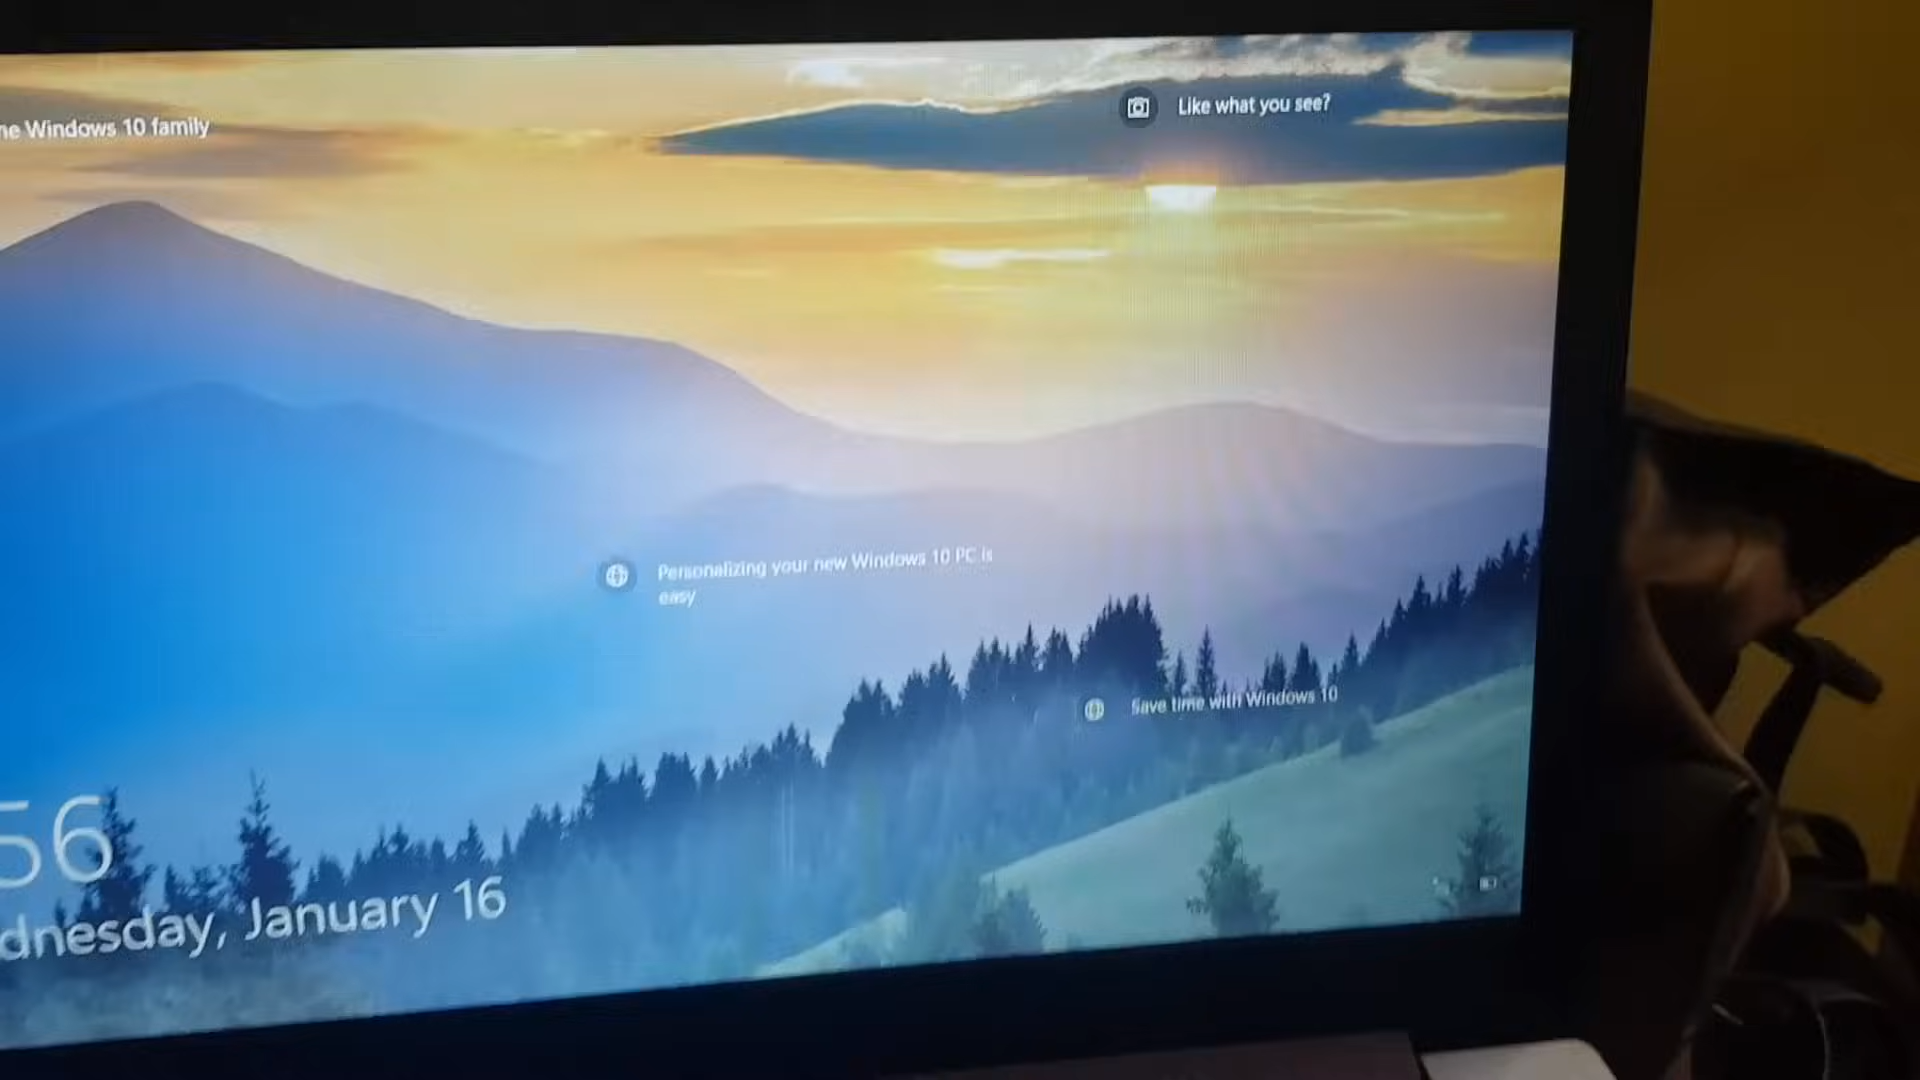 he Windows 10 family
Like what you see?
Personalizing your new Windows 10 PC is
easy
Save time with Windows 10
56
dnesday, January 16